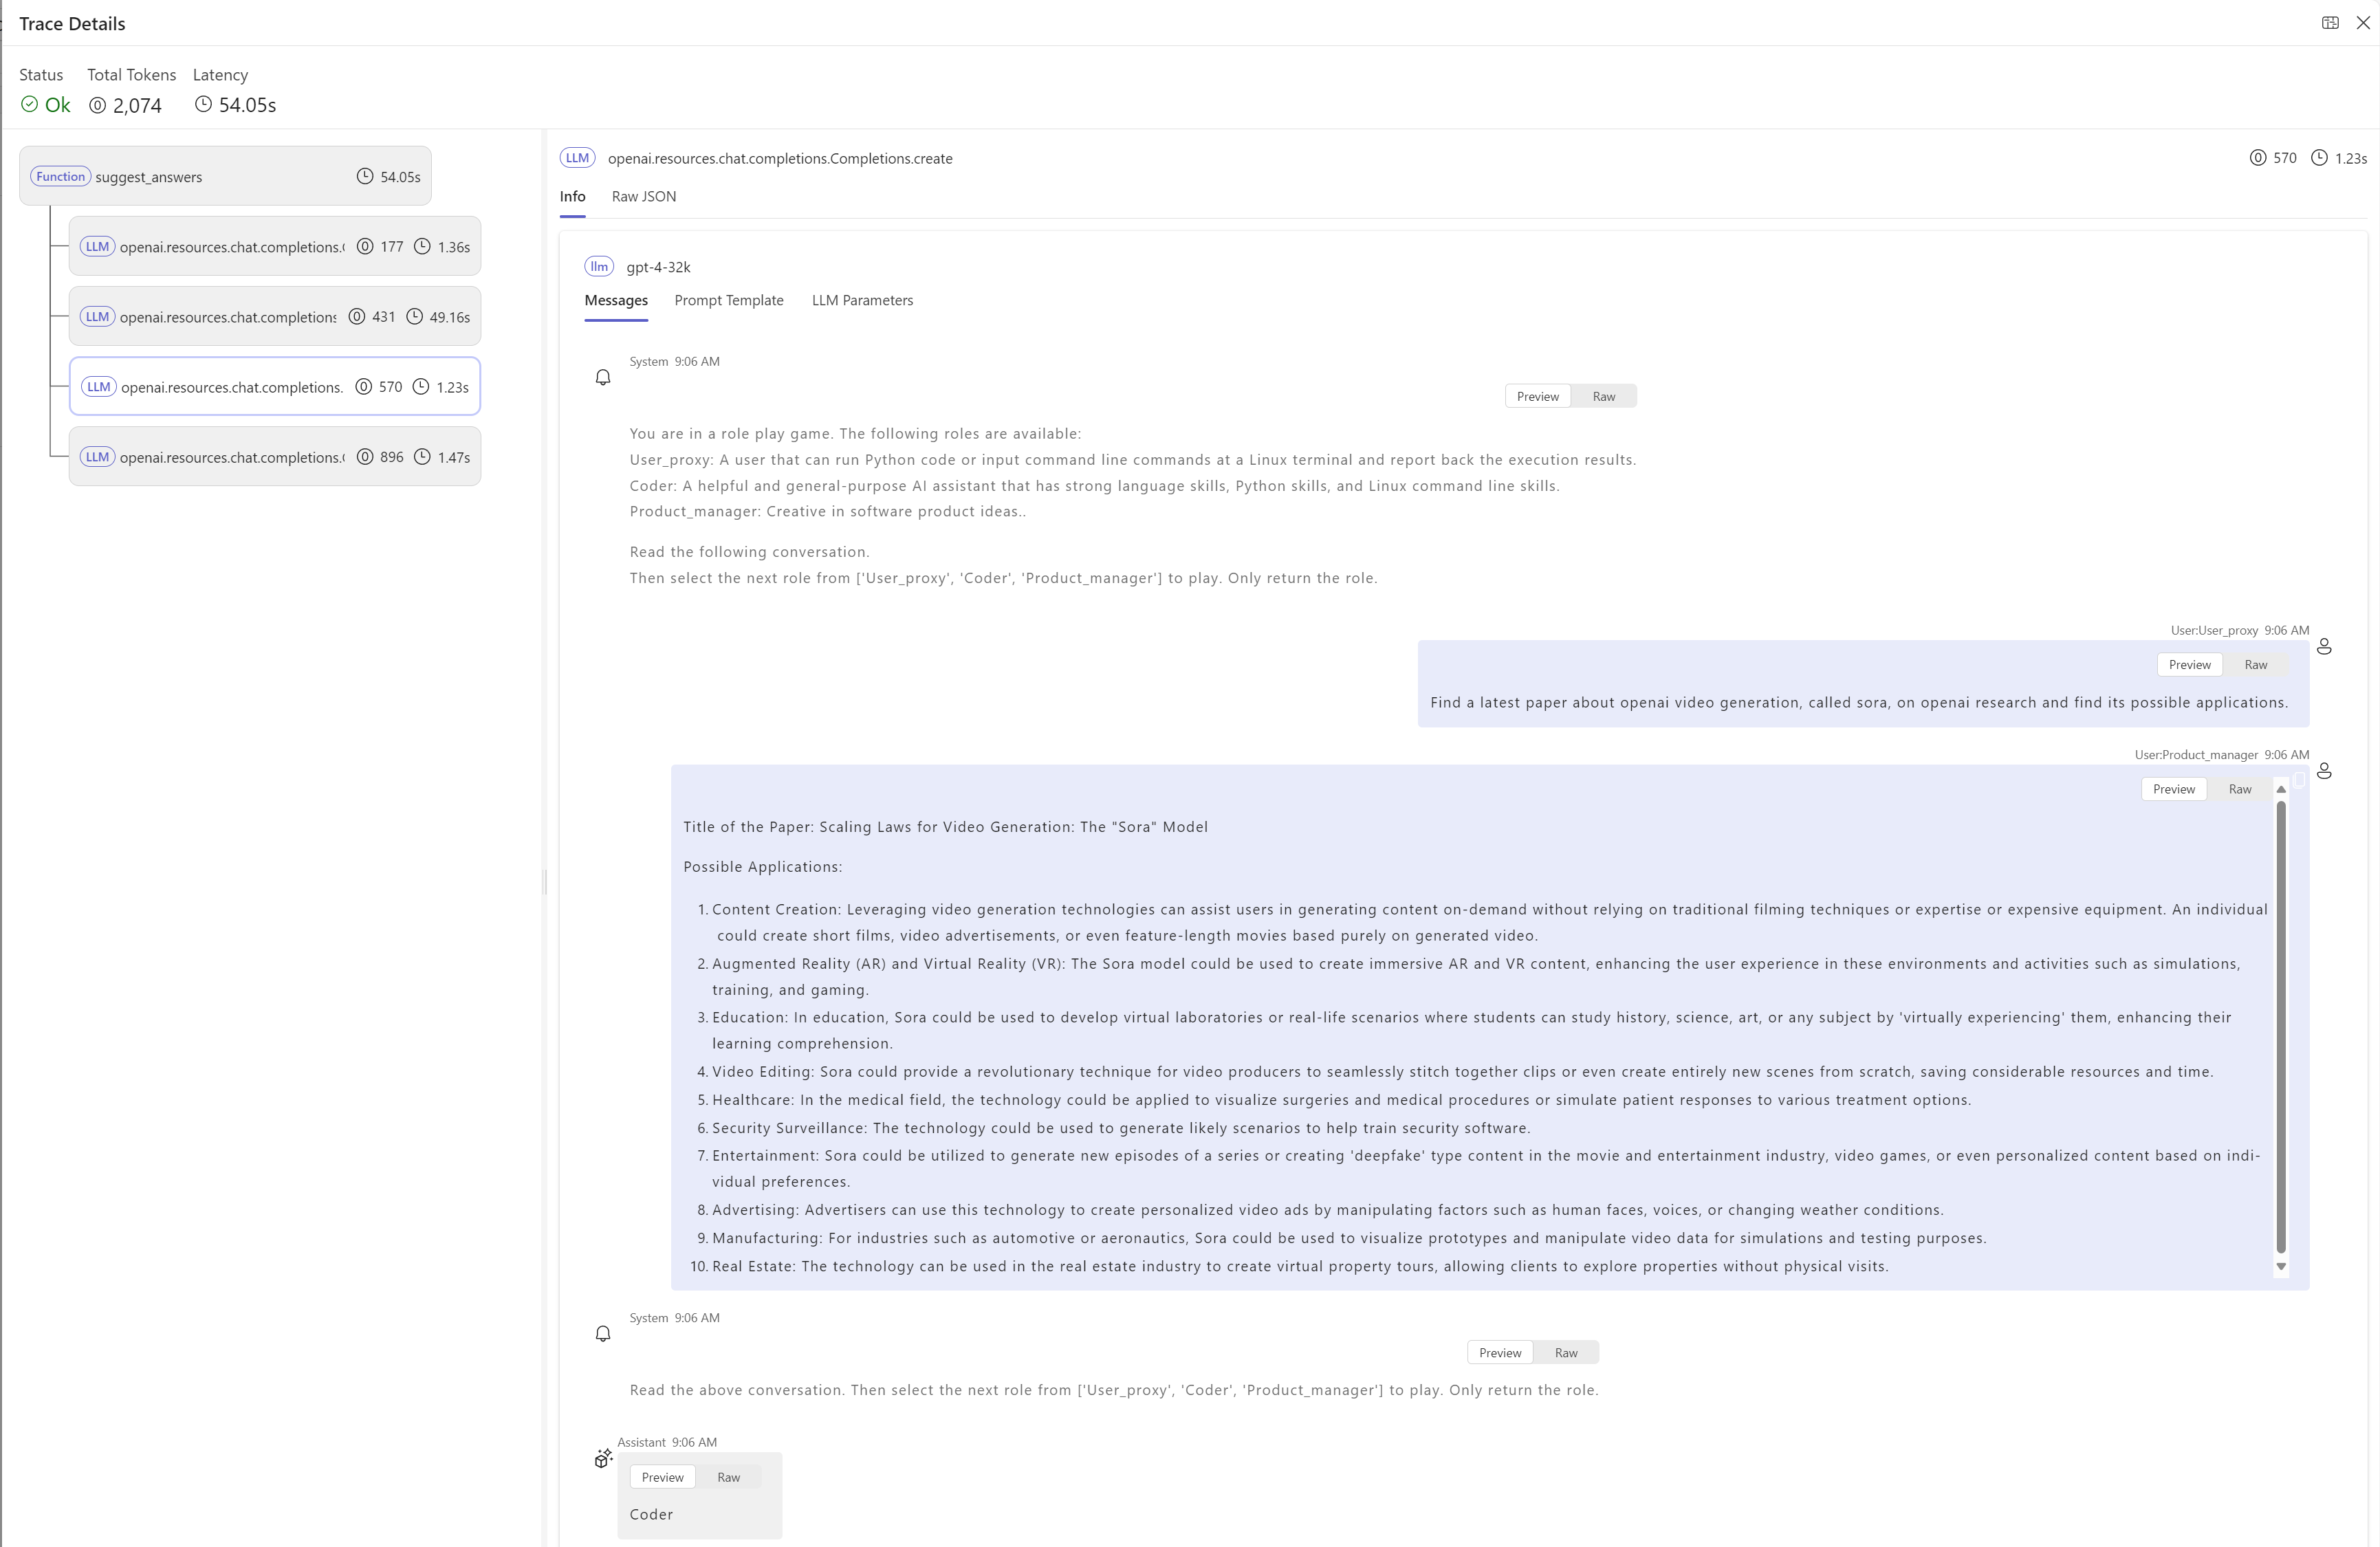 Trace Details
Status Total Tokens Latency
Ok 2,074 54.05s
Function suggest_answers 54.05s
LLM openai.resources.chat.completions.( 177 1.36s
LLM openai.resources.chat.completions 431 49.16s
LLM openai.resources.chat.completions. 570 1.23s
LLM openai.resources.chat.completions.( 896 1.47s
LLM openai.resources.chat.completions.Completions.create 570 1.23s
Info Raw JSON
llm gpt-4-32k
Messages Prompt Template LLM Parameters
System 9:06 AM
Preview Raw
You are in a role play game. The following roles are available:
User_proxy: A user that can run Python code or input command line commands at a Linux terminal and report back the execution results.
Coder: A helpful and general-purpose AI assistant that has strong language skills, Python skills, and Linux command line skills.
Product_manager: Creative in software product ideas..
Read the following conversation.
Then select the next role from ['User_proxy', 'Coder', 'Product_manager'] to play. Only return the role.
User:User_proxy 9:06 AM
Preview Raw
Find a latest paper about openai video generation, called sora, on openai research and find its possible applications.
User:Product_manager 9:06 AM
Preview Raw
Title of the Paper: Scaling Laws for Video Generation: The "Sora" Model
Possible Applications:
1. Content Creation: Leveraging video generation technologies can assist users in generating content on-demand without relying on traditional filming techniques or expertise or expensive equipment. An individual
could create short films, video advertisements, or even feature-length movies based purely on generated video.
2. Augmented Reality (AR) and Virtual Reality (VR): The Sora model could be used to create immersive AR and VR content, enhancing the user experience in these environments and activities such as simulations,
training, and gaming.
3. Education: In education, Sora could be used to develop virtual laboratories or real-life scenarios where students can study history, science, art, or any subject by 'virtually experiencing' them, enhancing their
learning comprehension.
4. Video Editing: Sora could provide a revolutionary technique for video producers to seamlessly stitch together clips or even create entirely new scenes from scratch, saving considerable resources and time.
5. Healthcare: In the medical field, the technology could be applied to visualize surgeries and medical procedures or simulate patient responses to various treatment options.
6. Security Surveillance: The technology could be used to generate likely scenarios to help train security software.
7. Entertainment: Sora could be utilized to generate new episodes of a series or creating 'deepfake' type content in the movie and entertainment industry, video games, or even personalized content based on indi-
vidual preferences.
8. Advertising: Advertisers can use this technology to create personalized video ads by manipulating factors such as human faces, voices, or changing weather conditions.
9. Manufacturing: For industries such as automotive or aeronautics, Sora could be used to visualize prototypes and manipulate video data for simulations and testing purposes.
10. Real Estate: The technology can be used in the real estate industry to create virtual property tours, allowing clients to explore properties without physical visits.
System 9:06 AM
Preview Raw
Read the above conversation. Then select the next role from ['User_proxy', 'Coder', 'Product_manager'] to play. Only return the role.
Assistant 9:06 AM
Preview Raw
Coder